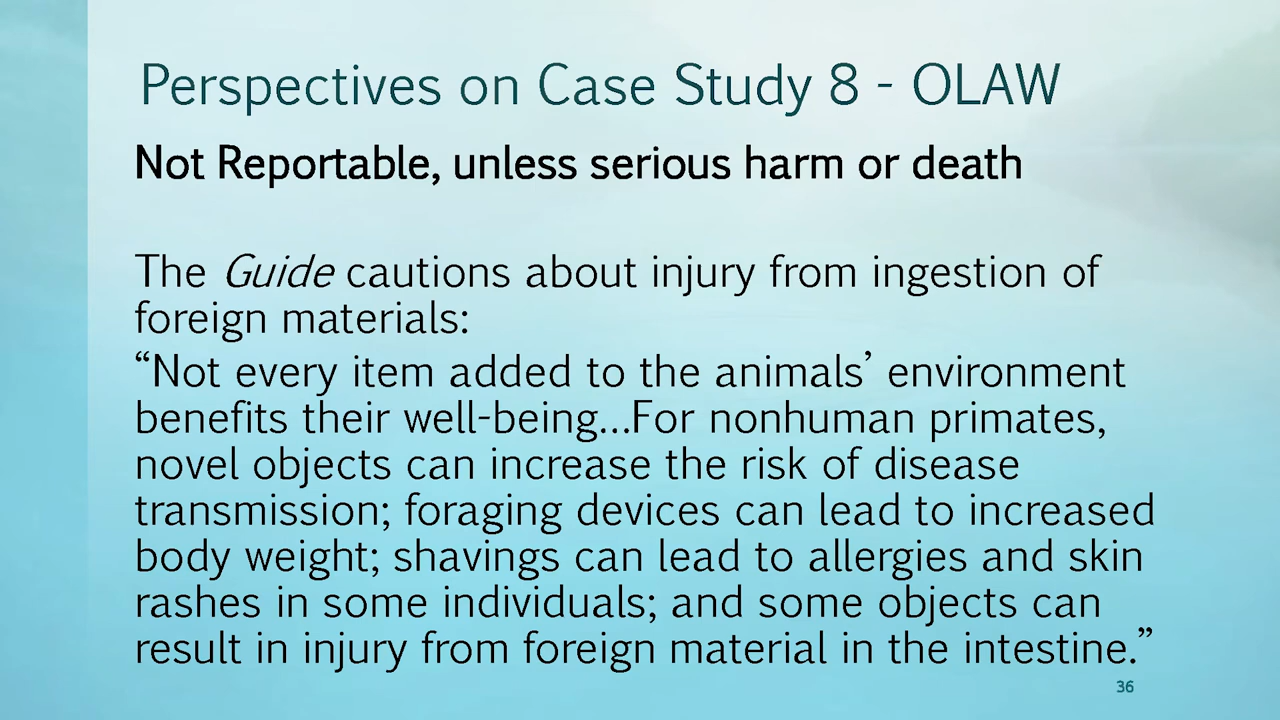 Perspectives on Case Study 8 - OLAW
Not Reportable, unless serious harm or death
The Guide cautions about injury from ingestion of
foreign materials:
“Not every item added to the animals’ environment
benefits their well-being...For nonhuman primates,
novel objects can increase the risk of disease
transmission; foraging devices can lead to increased
body weight; shavings can lead to allergies and skin
rashes in some individuals; and some objects can
result in injury from foreign material in the intestine.”
36